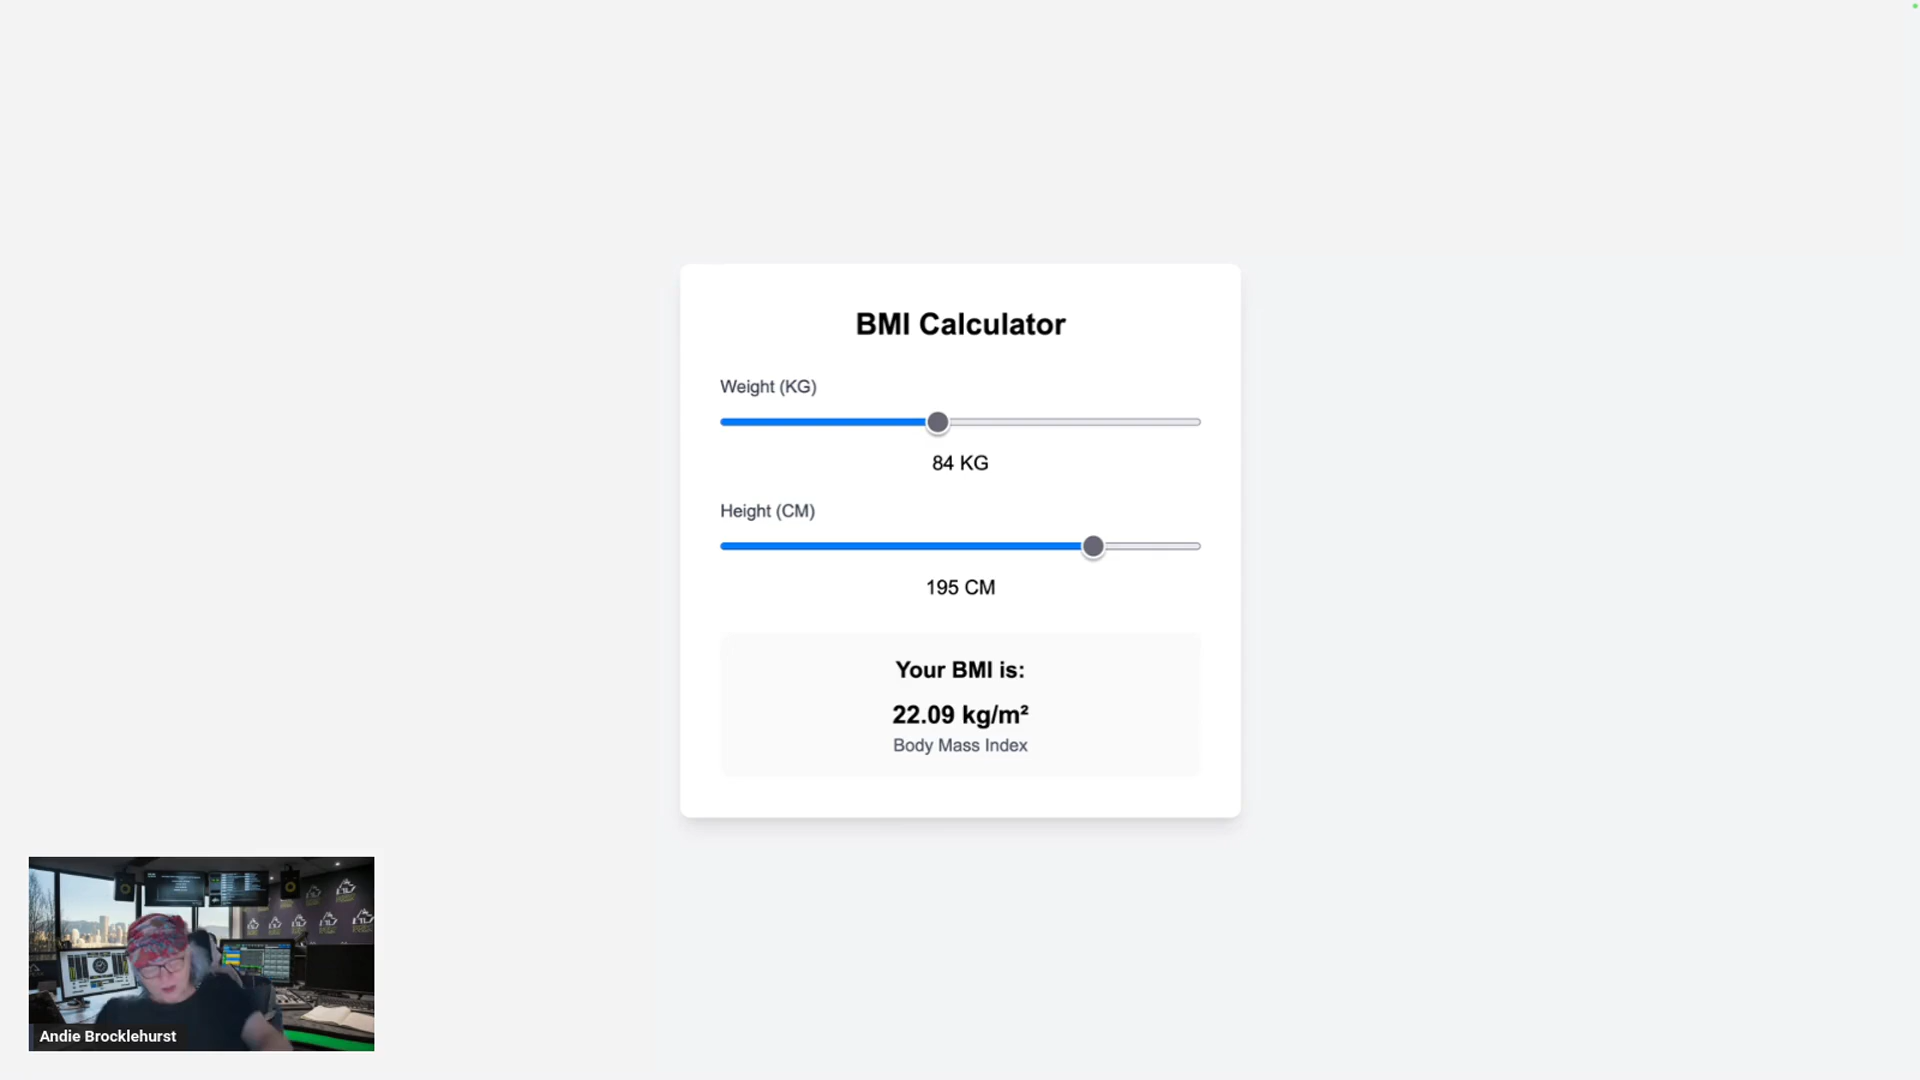 BMI Calculator
Weight (KG)
84 KG
Height (CM)
195 CM
Your BMI is:
22.09 kg/m²
Body Mass Index
Andie Brocklehurst